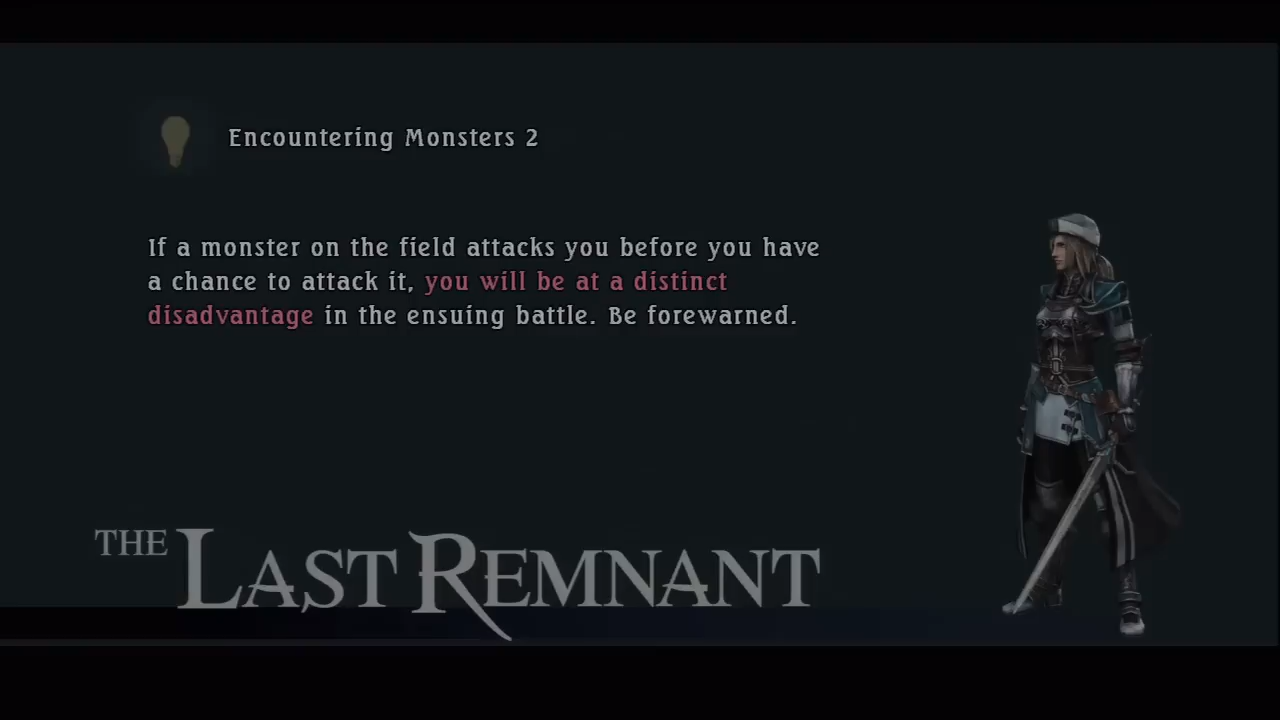 Encountering Monsters 2
If a monster on the field attacks you before you have
a chance to attack it, you will be at a distinct
disadvantage in the ensuing battle. Be forewarned.
THE LAST REMNANT